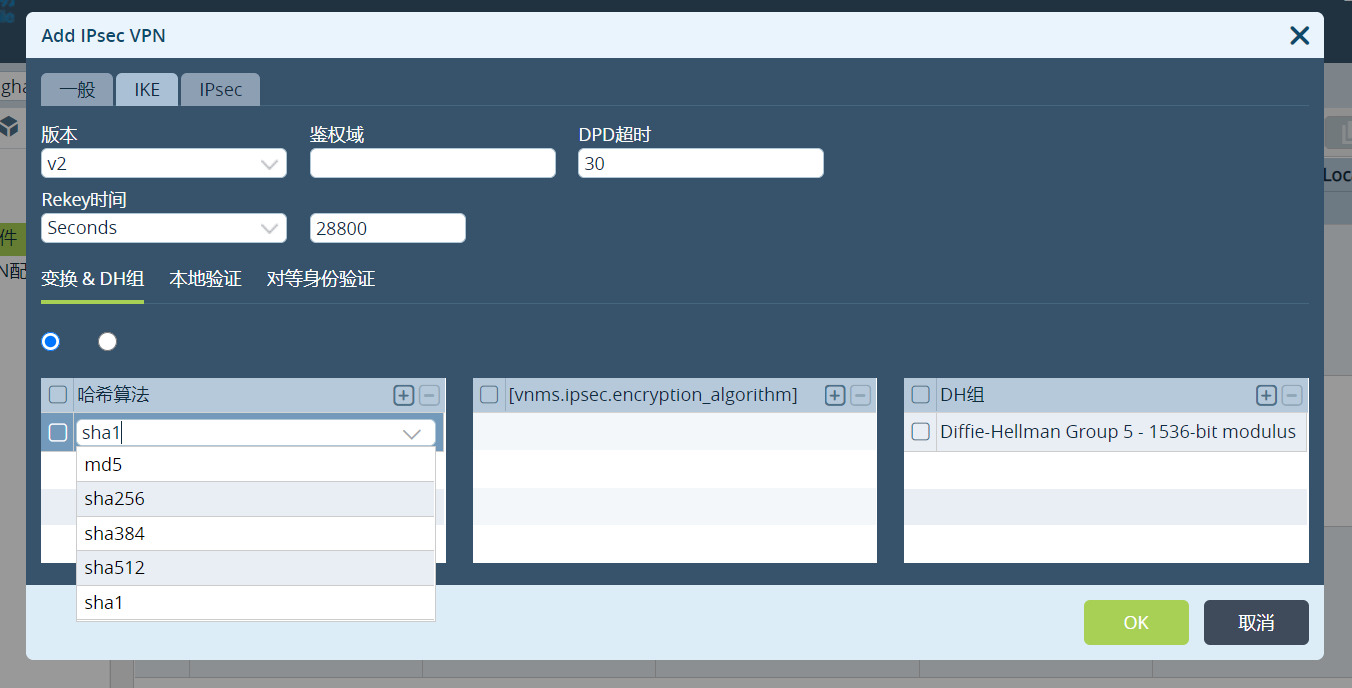 Add IPsec VPN
一般 IKE IPsec
版本 鉴权域 DPD超时
v2 30
Rekey时间
Seconds 28800
变换 & DH组 本地验证 对等身份验证
哈希算法 [vnms.ipsec.encryption_algorithm] DH组
sha1 Diffie-Hellman Group 5 - 1536-bit modulus
md5
sha256
sha384
sha512
sha1
OK 取消
gha
Loc
件
N配